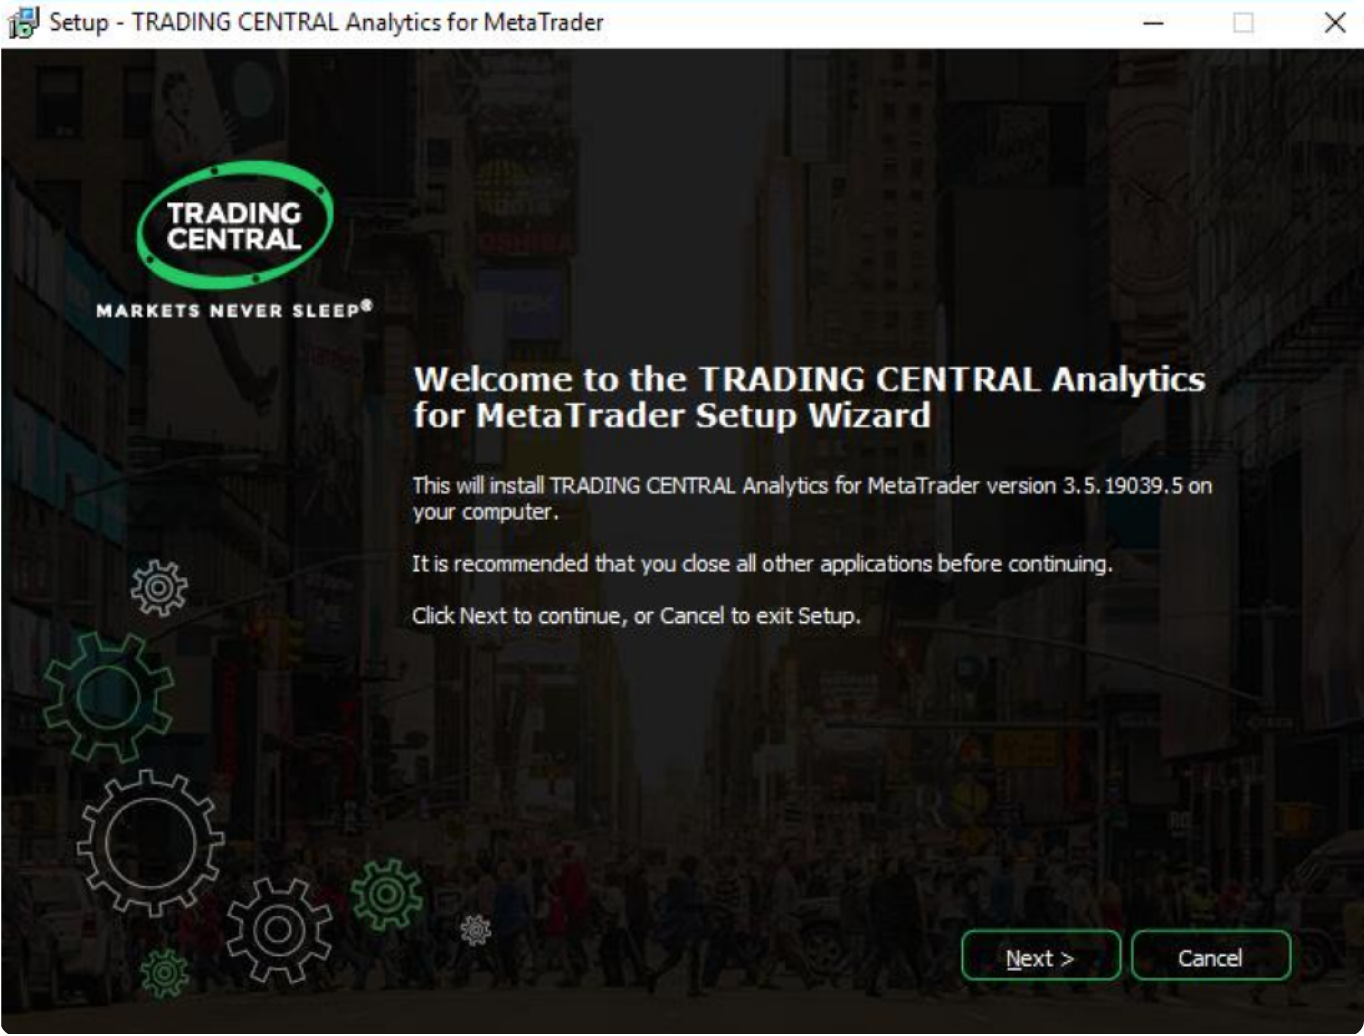 Setup - TRADING CENTRAL Analytics for MetaTrader
TRADING
CENTRAL
MARKETS NEVER SLEEP®
TOSHIBA
Welcome to the TRADING CENTRAL Analytics
for MetaTrader Setup Wizard
This will install TRADING CENTRAL Analytics for MetaTrader version 3.5.19039.5 on
your computer.
It is recommended that you close all other applications before continuing.
Click Next to continue, or Cancel to exit Setup.
Next >
Cancel